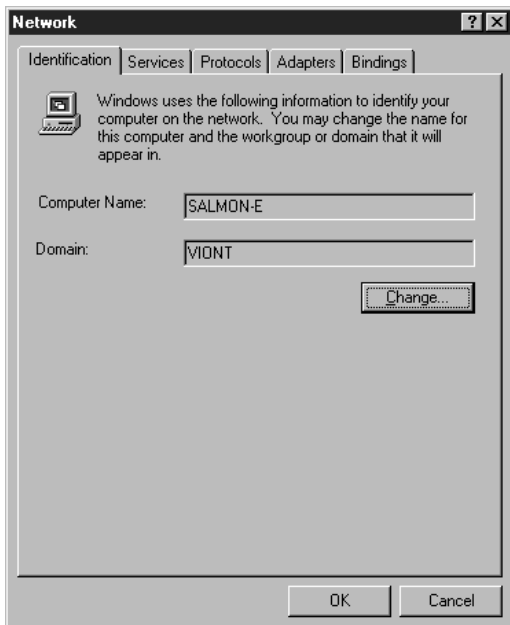 Network
Identification Services Protocols Adapters Bindings
Windows uses the following information to identify your
computer on the network. You may change the name for
this computer and the workgroup or domain that it will
appear in.
Computer Name: SALMON-E
Domain: VIONT
Change...
OK Cancel